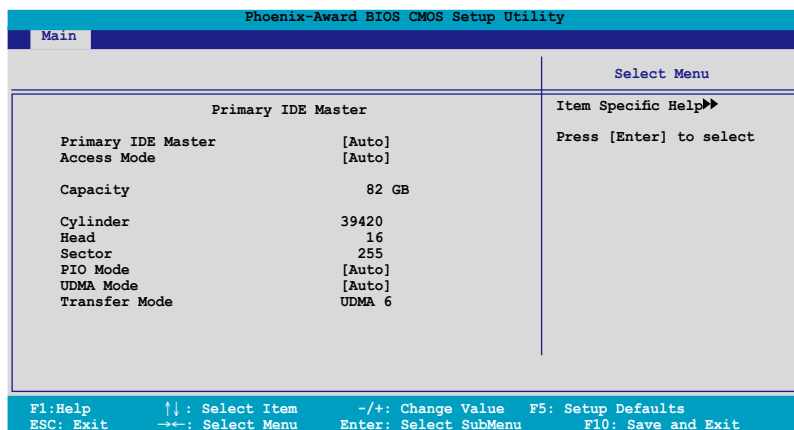 Phoenix-Award BIOS CMOS Setup Utility
Main
Select Menu
Primary IDE Master
Item Specific Help▶▶
Primary IDE Master [Auto]
Press [Enter] to select
Access Mode [Auto]
Capacity 82 GB
Cylinder 39420
Head 16
Sector 255
PIO Mode [Auto]
UDMA Mode [Auto]
Transfer Mode UDMA 6
F1:Help ↑↓: Select Item -/+: Change Value F5: Setup Defaults
ESC: Exit →←: Select Menu Enter: Select SubMenu F10: Save and Exit